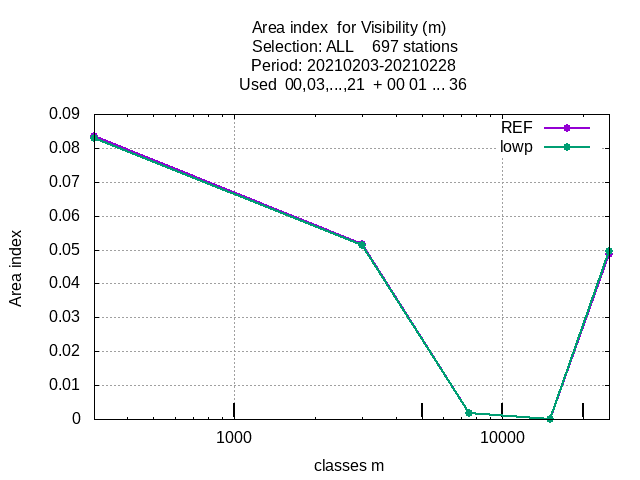 Area index  for Visibility (m)
Selection: ALL    697 stations
Period: 20210203-20210228
Used  00,03,...,21  + 00 01 ... 36
REF
lowp
0.09
0.08
0.07
0.06
0.05
0.04
0.03
0.02
0.01
0
Area index
1000
10000
classes m